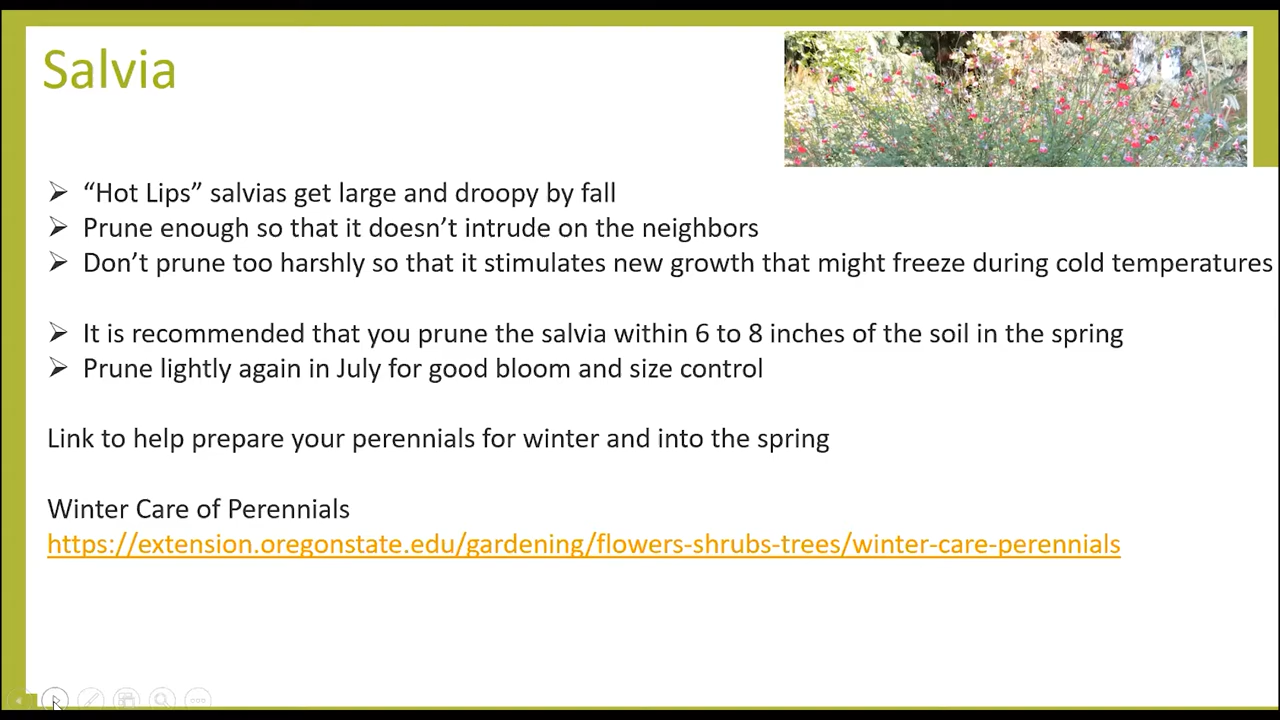 Salvia
“Hot Lips” salvias get large and droopy by fall
Prune enough so that it doesn’t intrude on the neighbors
Don’t prune too harshly so that it stimulates new growth that might freeze during cold temperatures
It is recommended that you prune the salvia within 6 to 8 inches of the soil in the spring
Prune lightly again in July for good bloom and size control
Link to help prepare your perennials for winter and into the spring
Winter Care of Perennials
https://extension.oregonstate.edu/gardening/flowers-shrubs-trees/winter-care-perennials